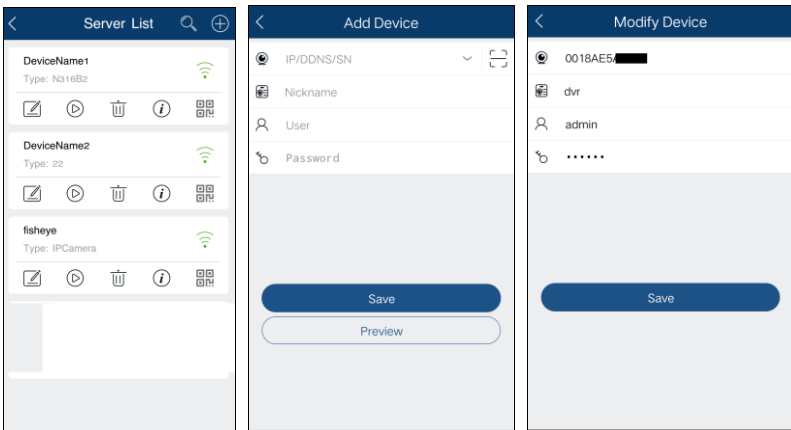 Server List
DeviceName1
Type: N316B2
DeviceName2
Type: 22
fisheye
Type: IPCamera
Add Device
IP/DDNS/SN
Nickname
User
Password
Save
Preview
Modify Device
0018AE5
dvr
admin
••••••
Save